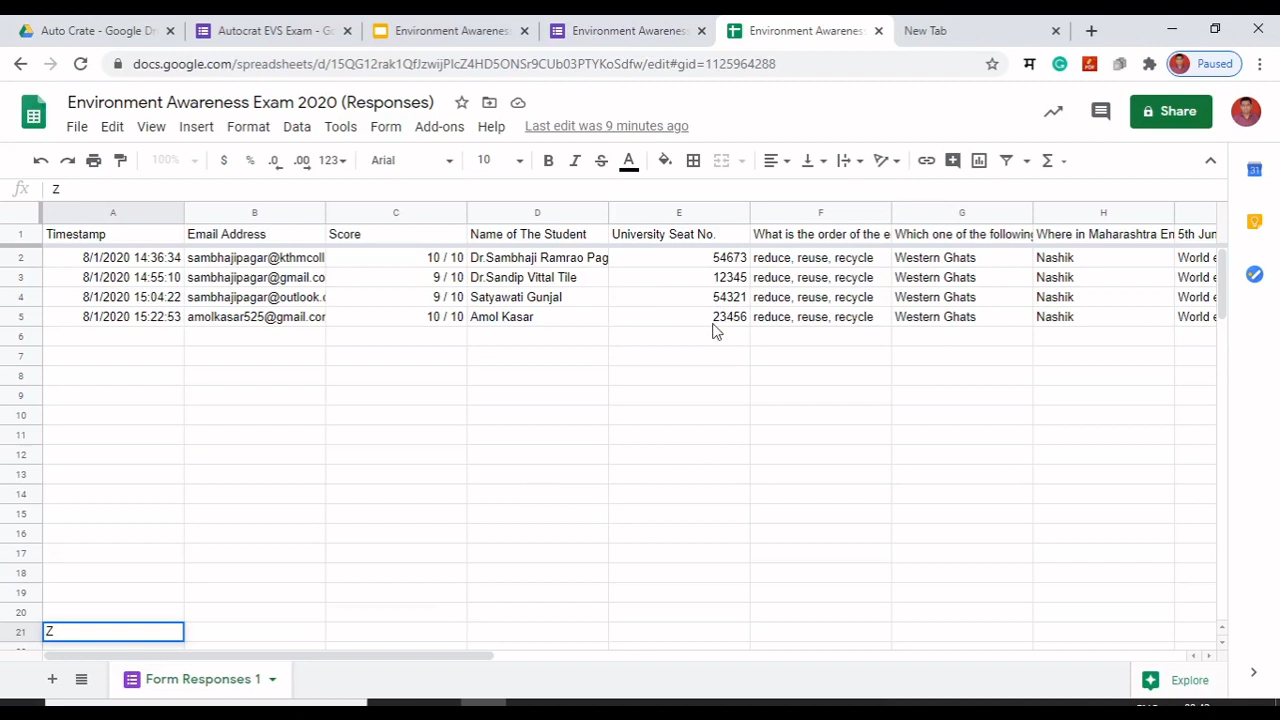 Auto Crate - Google Dr
Autocrat EVS Exam - Go
Environment Awarenes
Environment Awarenes
Environment Awarenes
New Tab
docs.google.com/spreadsheets/d/15QG12rak1QfJzwijPlcZ4HD5ONSr9CUb03PTYKoSdfw/edit#gid=1125964288
Paused
Environment Awareness Exam 2020 (Responses)
Share
File Edit View Insert Format Data Tools Form Add-ons Help Last edit was 9 minutes ago
100% $ % .0 .00 123 Arial 10 B I S A
fx Z
A B C D E F G H
1 Timestamp Email Address Score Name of The Student University Seat No. What is the order of the e Which one of the following Where in Maharashtra En 5th Jun
2 8/1/2020 14:36:34 sambhajipagar@kthmcoll 10 / 10 Dr.Sambhaji Ramrao Pag 54673 reduce, reuse, recycle Western Ghats Nashik World e
3 8/1/2020 14:55:10 sambhajipagar@gmail.co 9 / 10 Dr.Sandip Vittal Tile 12345 reduce, reuse, recycle Western Ghats Nashik World e
4 8/1/2020 15:04:22 sambhajipagar@outlook.c 9 / 10 Satyawati Gunjal 54321 reduce, reuse, recycle Western Ghats Nashik World e
5 8/1/2020 15:22:53 amolkasar525@gmail.cor 10 / 10 Amol Kasar 23456 reduce, reuse, recycle Western Ghats Nashik World e
6
7
8
9
10
11
12
13
14
15
16
17
18
19
20
21 Z
Form Responses 1
Explore